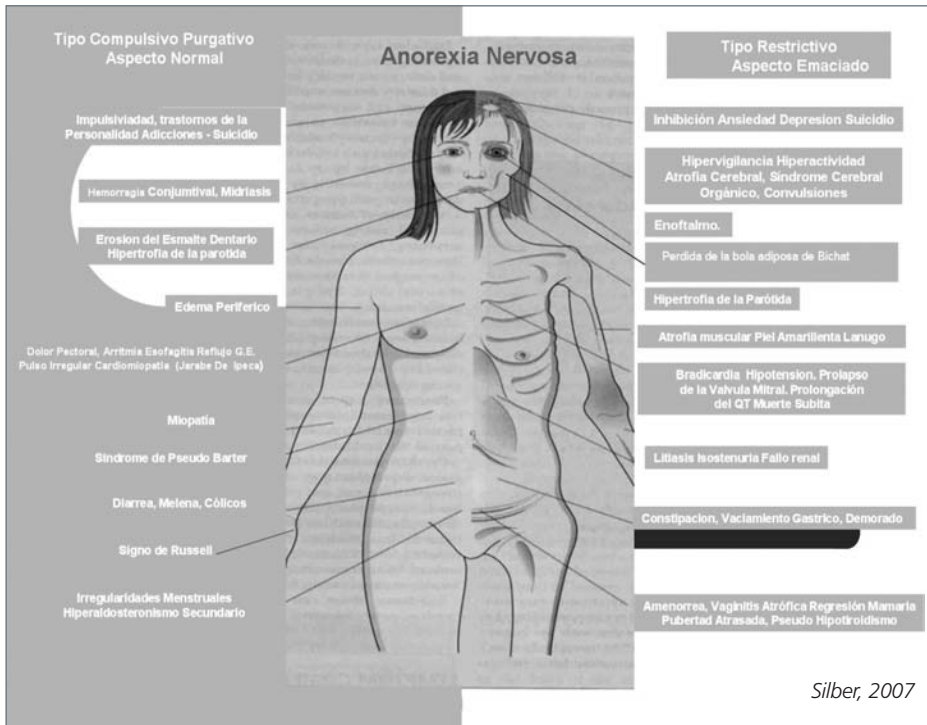 Tipo Compulsivo Purgativo
Aspecto Normal
Anorexia Nervosa
Tipo Restrictivo
Aspecto Emaciado
Impulsiviadad, trastornos de la
Personalidad Adicciones - Suicidio
Hemorragia Conjumtival, Midriasis
Erosion del Esmalte Dentario
Hipertrofia de la parotida
Edema Periferico
Dolor Pectoral, Arritmia Esofagitis Reflujo G.E.
Pulso Irregular Cardiomiopatia (Jarabe De Ipeca)
Miopatía
Síndrome de Pseudo Barter
Diarrea, Melena, Cólicos
Signo de Russell
Irregularidades Menstruales
Hiperaldosteronismo Secundario
Inhibición Ansiedad Depresion Suicidio
Hipervigilancia Hiperactividad
Atrofia Cerebral, Síndrome Cerebral
Orgánico, Convulsiones
Enoftalmo.
Perdida de la bola adiposa de Bichat
Hipertrofia de la Parótida
Atrofia muscular Piel Amarillenta Lanugo
Bradicardia Hipotension, Prolapso
de la Valvula Mitral. Prolongación
del QT Muerte Subita
Litiasis Isostenuria Fallo renal
Constipacion, Vaciamiento Gastrico, Demorado
Amenorrea, Vaginitis Atrófica Regresión Mamaria
Pubertad Atrasada, Pseudo Hipotiroidismo
Silber, 2007